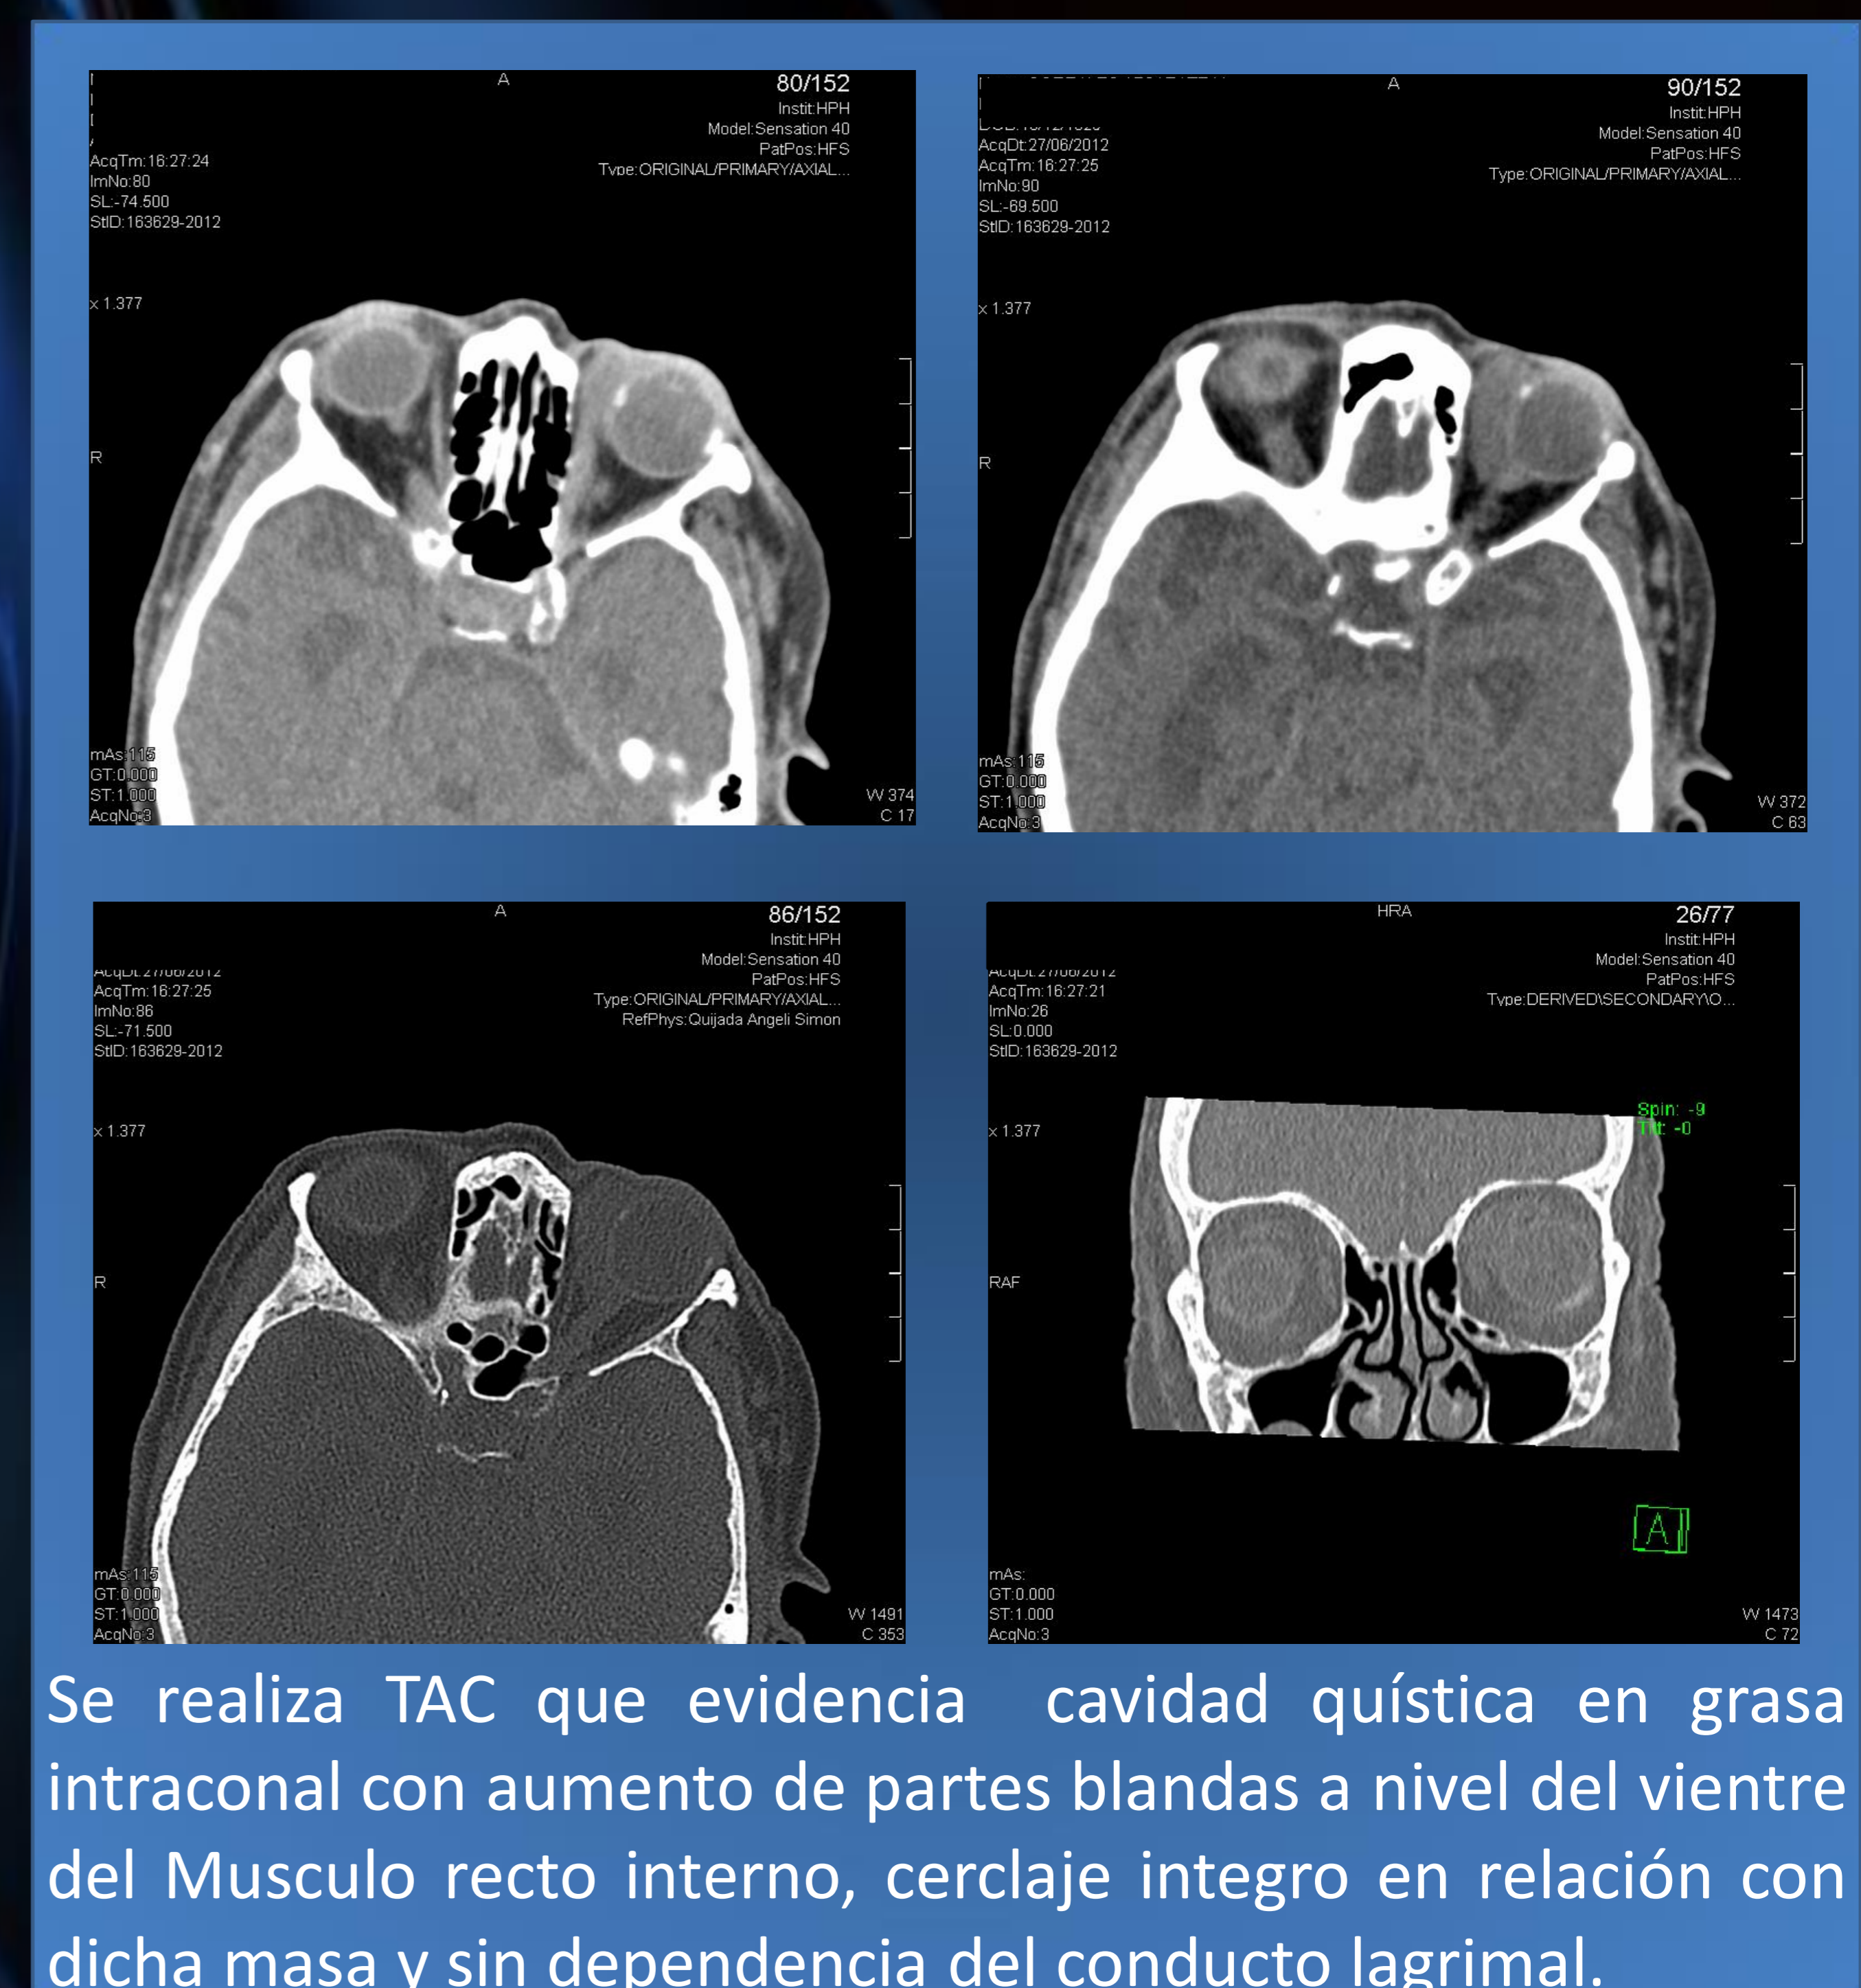 A
80/152
Instit:HPH
Model:Sensation 40
PatPos:HFS
Type:ORIGINAL/PRIMARY/AXIAL...
AcqTm:16:27:24
ImNo:80
SL:-74.500
StID:163629-2012
x 1.377
R
mAs:115
GT:0.000
ST:1.000
AcqNo:3
W 374
C 17
A
90/152
Instit:HPH
Model:Sensation 40
PatPos:HFS
Type:ORIGINAL/PRIMARY/AXIAL...
AcqDt:27/06/2012
AcqTm:16:27:25
ImNo:90
SL:-69.500
StID:163629-2012
x 1.377
R
mAs:115
GT:0.000
ST:1.000
AcqNo:3
W 372
C 63
A
86/152
Instit:HPH
Model:Sensation 40
PatPos:HFS
Type:ORIGINAL/PRIMARY/AXIAL...
RefPhys:Quijada Angeli Simon
AcqDt:27/06/2012
AcqTm:16:27:25
ImNo:86
SL:-71.500
StID:163629-2012
x 1.377
R
mAs:115
GT:0.000
ST:1.000
AcqNo:3
W 1491
C 353
HRA
26/77
Instit:HPH
Model:Sensation 40
PatPos:HFS
Type:DERIVED\SECONDARY\O...
AcqDt:27/06/2012
AcqTm:16:27:21
ImNo:26
SL:0.000
StID:163629-2012
Spin: -9
Tilt: -0
x 1.377
RAF
A
mAs:
GT:0.000
ST:1.000
AcqNo:3
W 1473
C 72
Se realiza TAC que evidencia cavidad quística en grasa
intraconal con aumento de partes blandas a nivel del vientre
del Musculo recto interno, cerclaje integro en relación con
dicha masa y sin dependencia del conducto lagrimal.